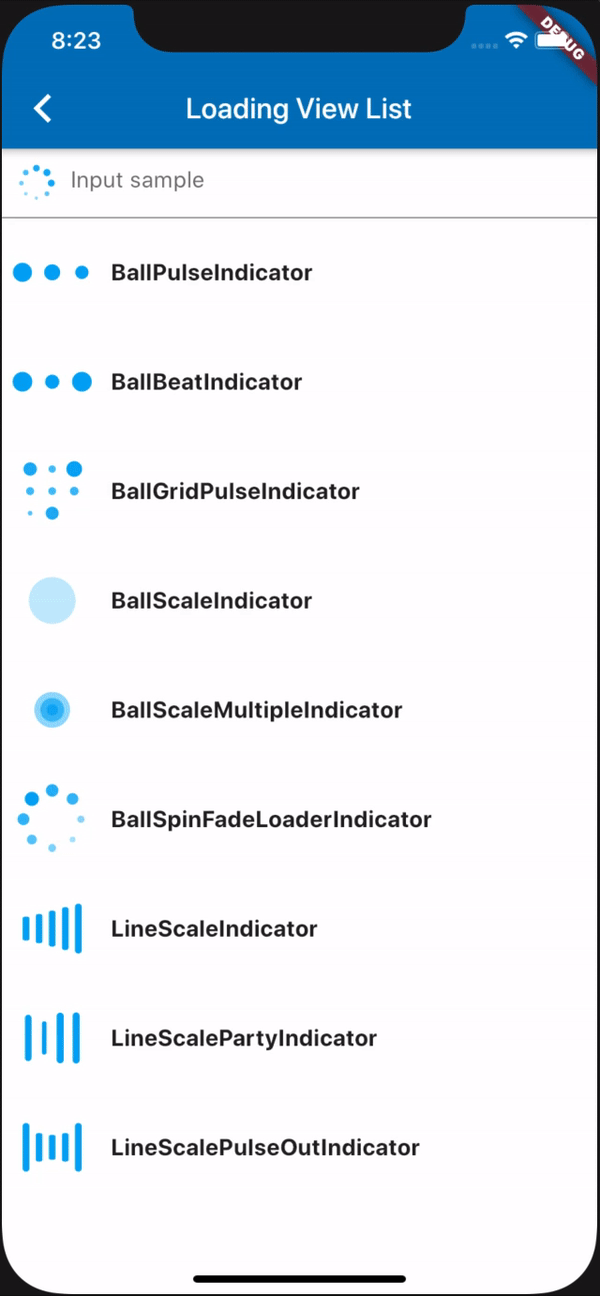 8:23
DEBUG
Loading View List
Input sample
BallPulseIndicator
BallBeatIndicator
BallGridPulseIndicator
BallScaleIndicator
BallScaleMultipleIndicator
BallSpinFadeLoaderIndicator
LineScaleIndicator
LineScalePartyIndicator
LineScalePulseOutIndicator